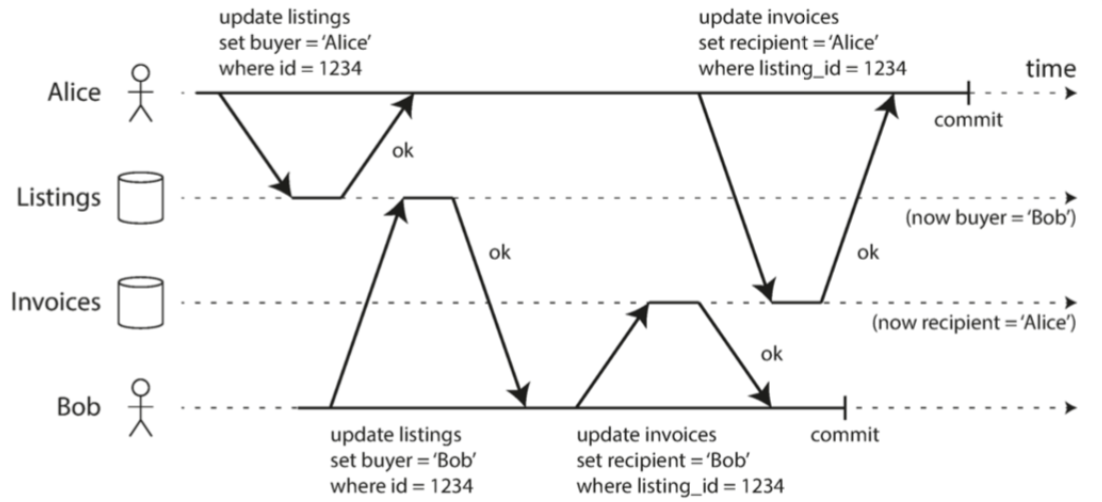 update listings
set buyer = ‘Alice’
where id = 1234
update invoices
set recipient = ‘Alice’
where listing_id = 1234
time
Alice
commit
ok
Listings
(now buyer = ‘Bob’)
ok
ok
Invoices
(now recipient = ‘Alice’)
ok
Bob
commit
update listings
set buyer = ‘Bob’
where id = 1234
update invoices
set recipient = ‘Bob’
where listing_id = 1234